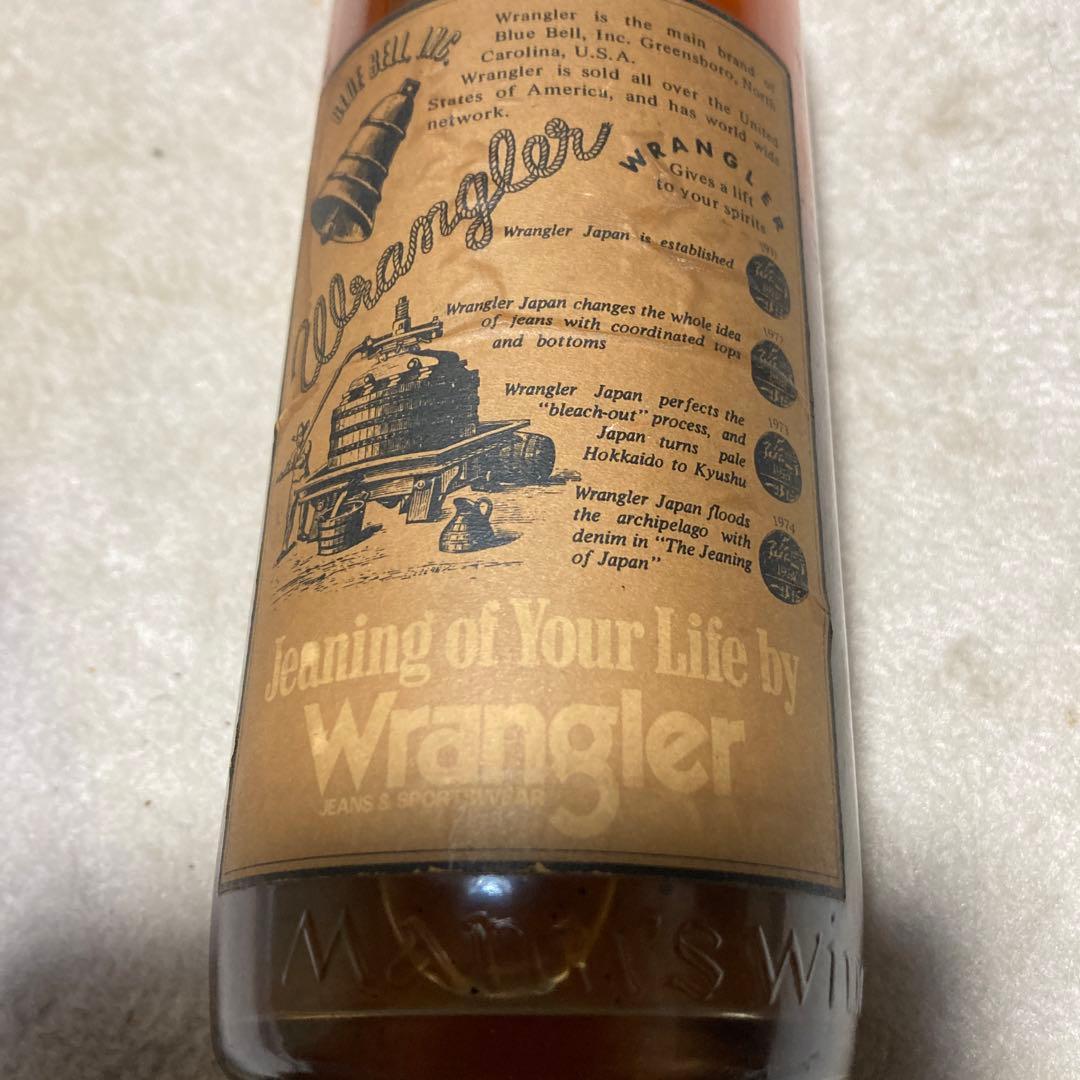 BLUE BELL, INC.
Wrangler is the main brand of
Blue Bell, Inc. Greensboro, North
Carolina, U.S.A.
Wrangler is sold all over the United
States of America, and has world wide
network.
Wrangler
WRANGLER
Gives a lift
to your spirits
1971
Wrangler Japan is established
1972
Wrangler Japan changes the whole idea
of jeans with coordinated tops
and bottoms
1973
Wrangler Japan perfects the
"bleach-out" process, and
Japan turns pale
Hokkaido to Kyushu
1974
Wrangler Japan floods
the archipelago with
denim in "The Jeaning
of Japan"
Jeaning of Your Life by
Wrangler
JEANS & SPORTSWEAR
Mann's Win